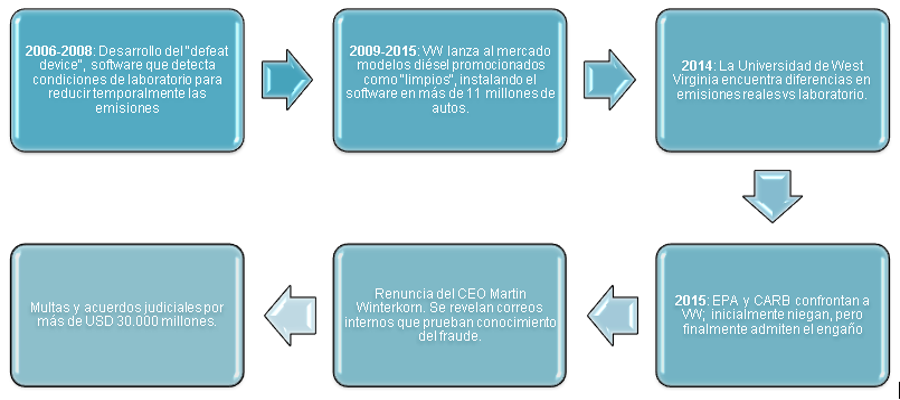 2006-2008: Desarrollo del "defeat
device", software que detecta
condiciones de laboratorio para
reducir temporalmente las
emisiones
2009-2015: VW lanza al mercado
modelos diésel promocionados
como "limpios", instalando el
software en más de 11 millones de
autos.
2014: La Universidad de West
Virginia encuentra diferencias en
emisiones reales vs laboratorio.
2015: EPA y CARB confrontan a
VW; inicialmente niegan, pero
finalmente admiten el engaño
Renuncia del CEO Martin
Winterkorn. Se revelan correos
internos que prueban conocimiento
del fraude.
Multas y acuerdos judiciales por
más de USD 30.000 millones.